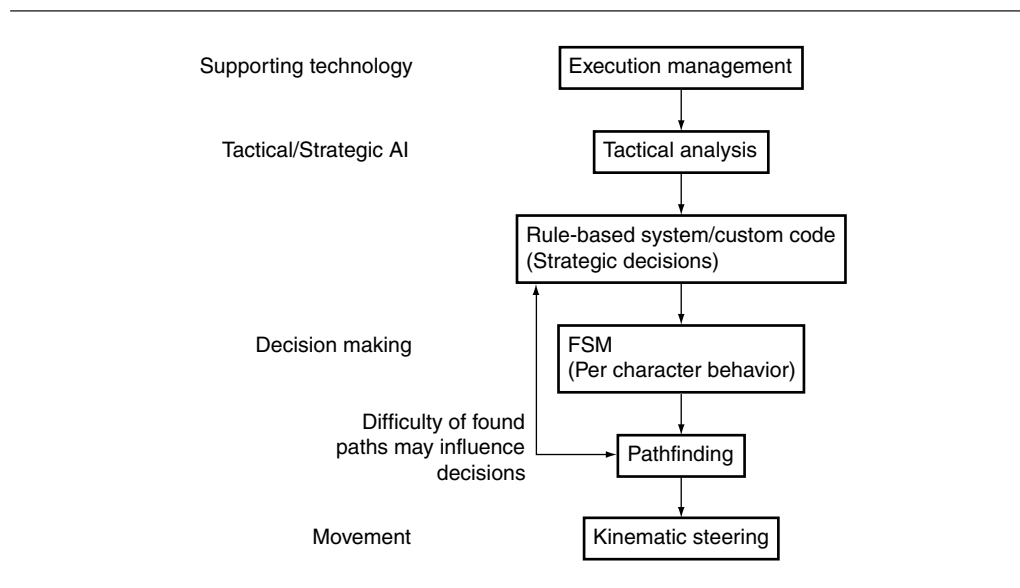 Supporting technology
Execution management
Tactical/Strategic AI
Tactical analysis
Rule-based system/custom code
(Strategic decisions)
Decision making
FSM
(Per character behavior)
Difficulty of found
paths may influence
decisions
Pathfinding
Movement
Kinematic steering